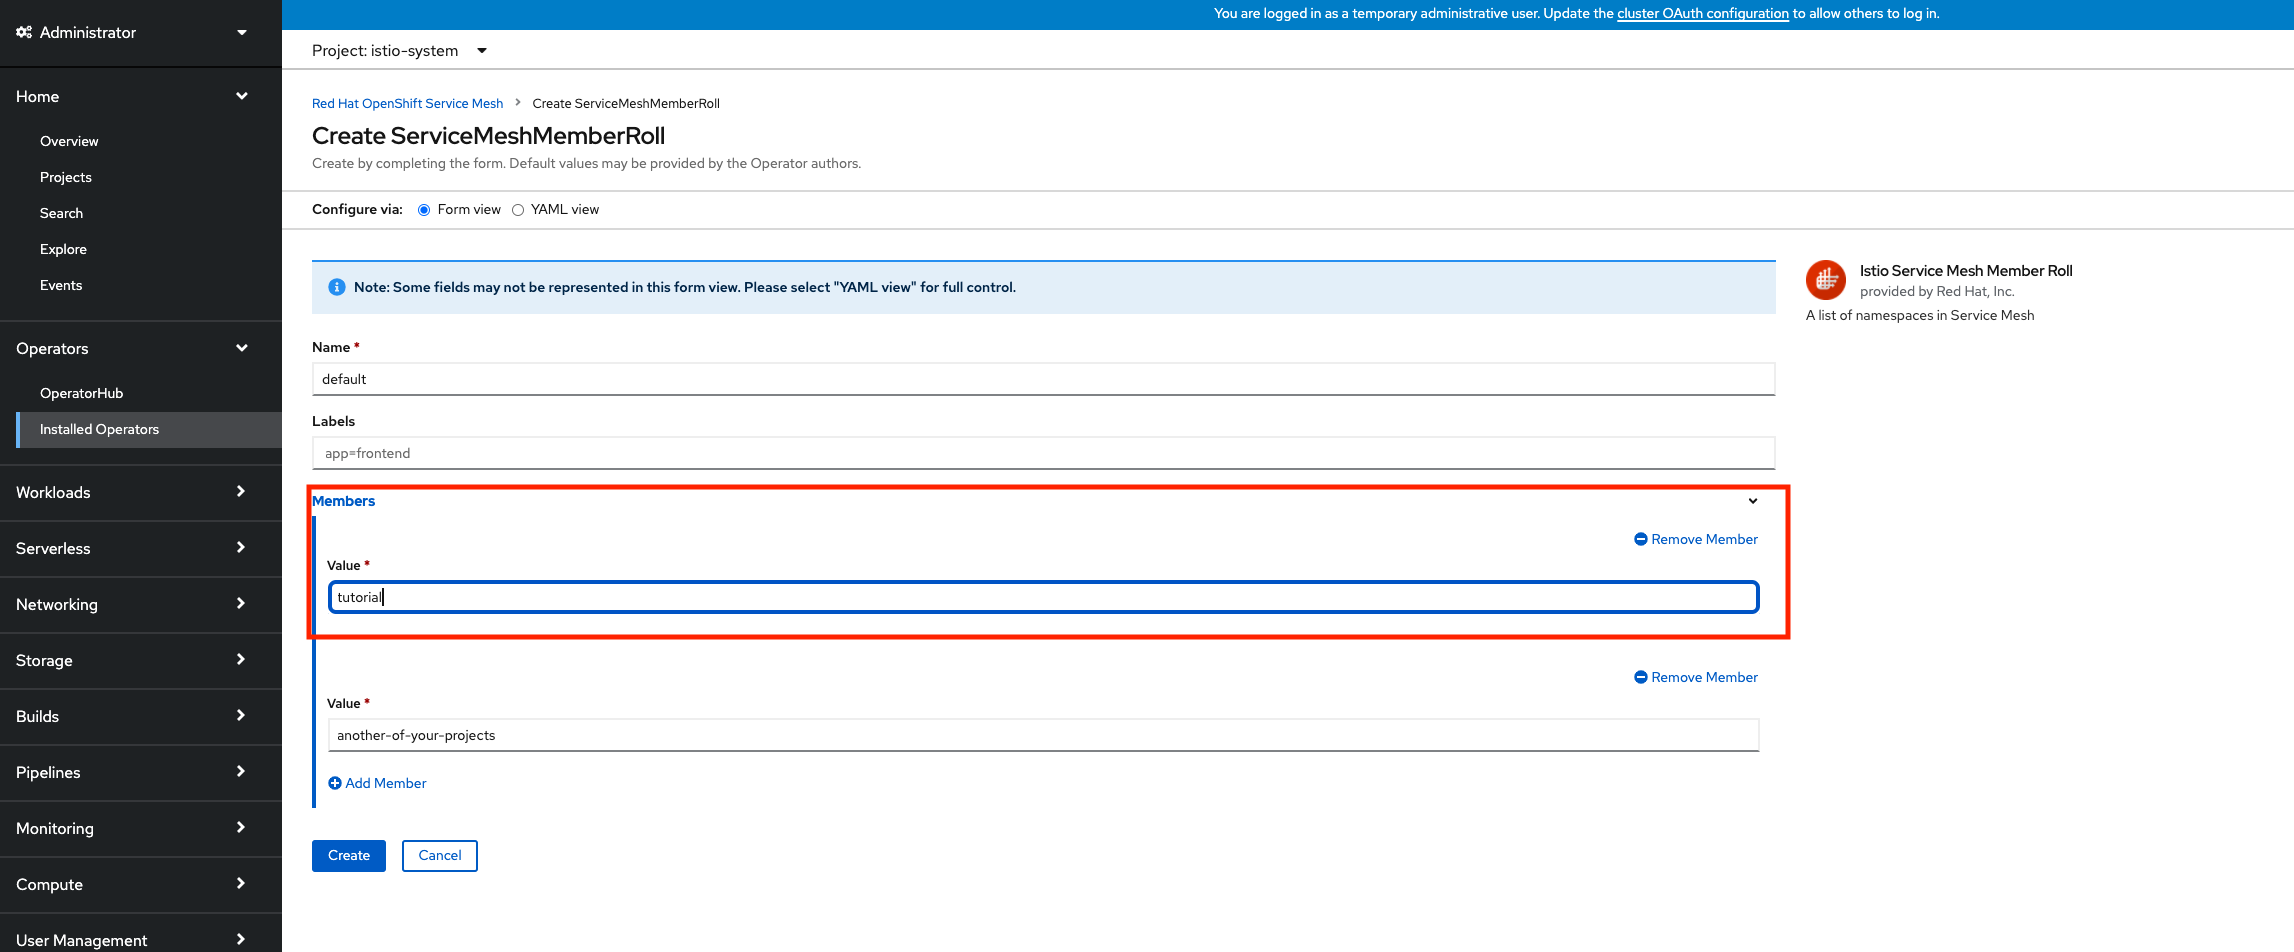 You are logged in as a temporary administrative user. Update the cluster OAuth configuration to allow others to log in.
Administrator
Project: istio-system
Home
Overview
Projects
Search
Explore
Events
Operators
OperatorHub
Installed Operators
Workloads
Serverless
Networking
Storage
Builds
Pipelines
Monitoring
Compute
User Management
Red Hat OpenShift Service Mesh > Create ServiceMeshMemberRoll
Create ServiceMeshMemberRoll
Create by completing the form. Default values may be provided by the Operator authors.
Configure via: Form view YAML view
Note: Some fields may not be represented in this form view. Please select "YAML view" for full control.
Name *
default
Labels
app=frontend
Members
Remove Member
Value *
tutorial
Remove Member
Value *
another-of-your-projects
Add Member
Create Cancel
Istio Service Mesh Member Roll
provided by Red Hat, Inc.
A list of namespaces in Service Mesh